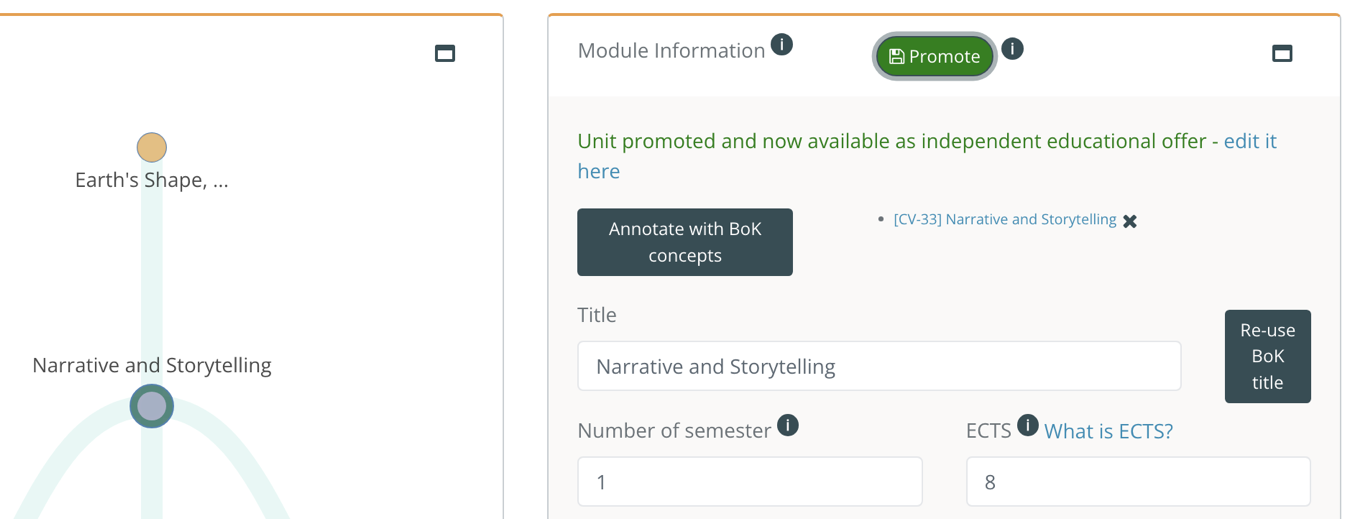 Earth's Shape, ...
Narrative and Storytelling
Module Information
Promote
Unit promoted and now available as independent educational offer - edit it
here
Annotate with BoK
concepts
• [CV-33] Narrative and Storytelling
Title
Narrative and Storytelling
Re-use
BoK
title
Number of semester
1
ECTS What is ECTS?
8